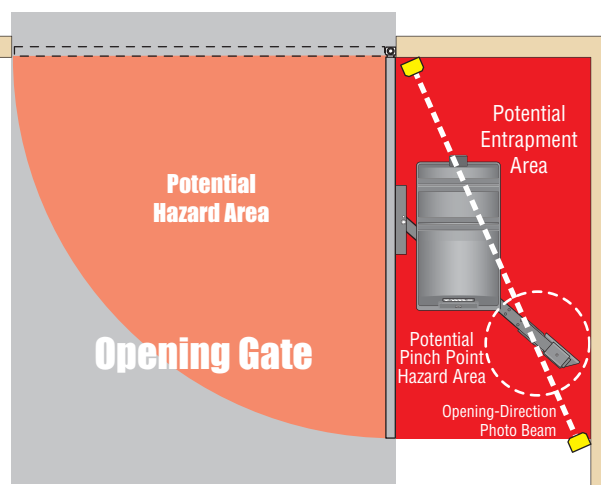 Potential
Entrapment
Area
Potential
Hazard Area
Opening Gate
Potential
Pinch Point
Hazard Area
Opening-Direction
Photo Beam